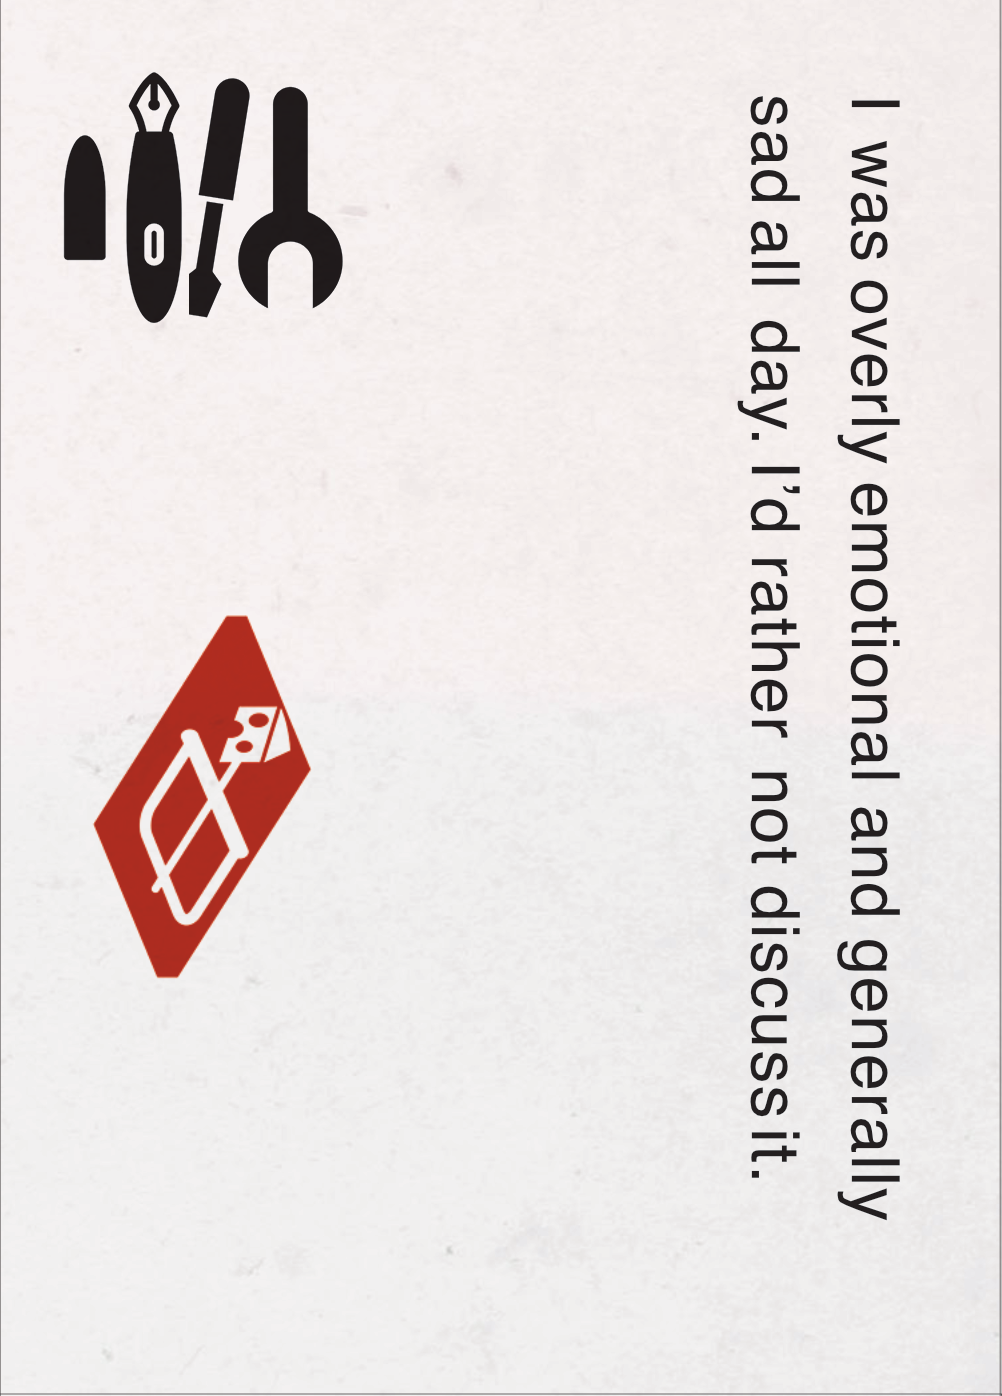 I was overly emotional and generally
sad all day. I’d rather not discuss it.